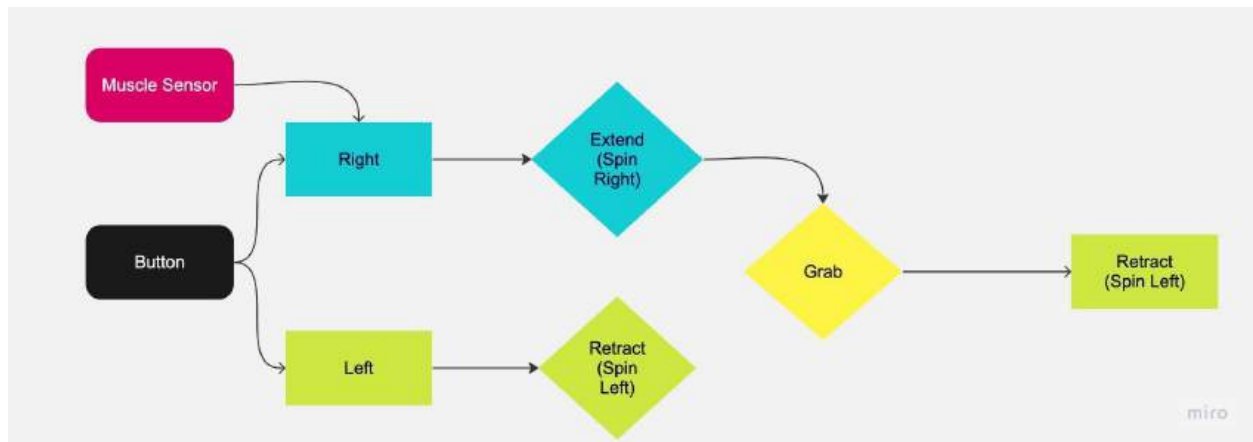 Muscle Sensor
Right
Extend
(Spin
Right)
Button
Grab
Retract
(Spin Left)
Left
Retract
(Spin
Left)
miro